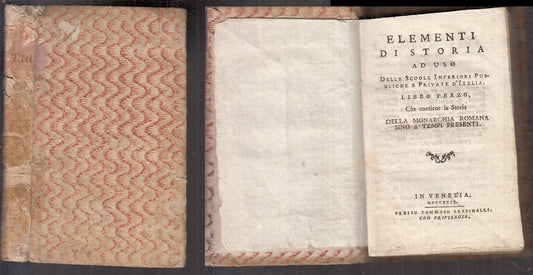 T. III
ELEMENTI
DI STORIA
AD USO
DELLE SCUOLE INFERIORI PUB-
BLICHE E PRIVATE D'ITALIA.
LIBRO TERZO,
Che contiene la Storia
DELLA MONARCHIA ROMANA
SINO A' TEMPI PRESENTI.
IN VENEZIA,
PRESSO TOMMASO BETTINELLI.
CON PRIVILEGIO.